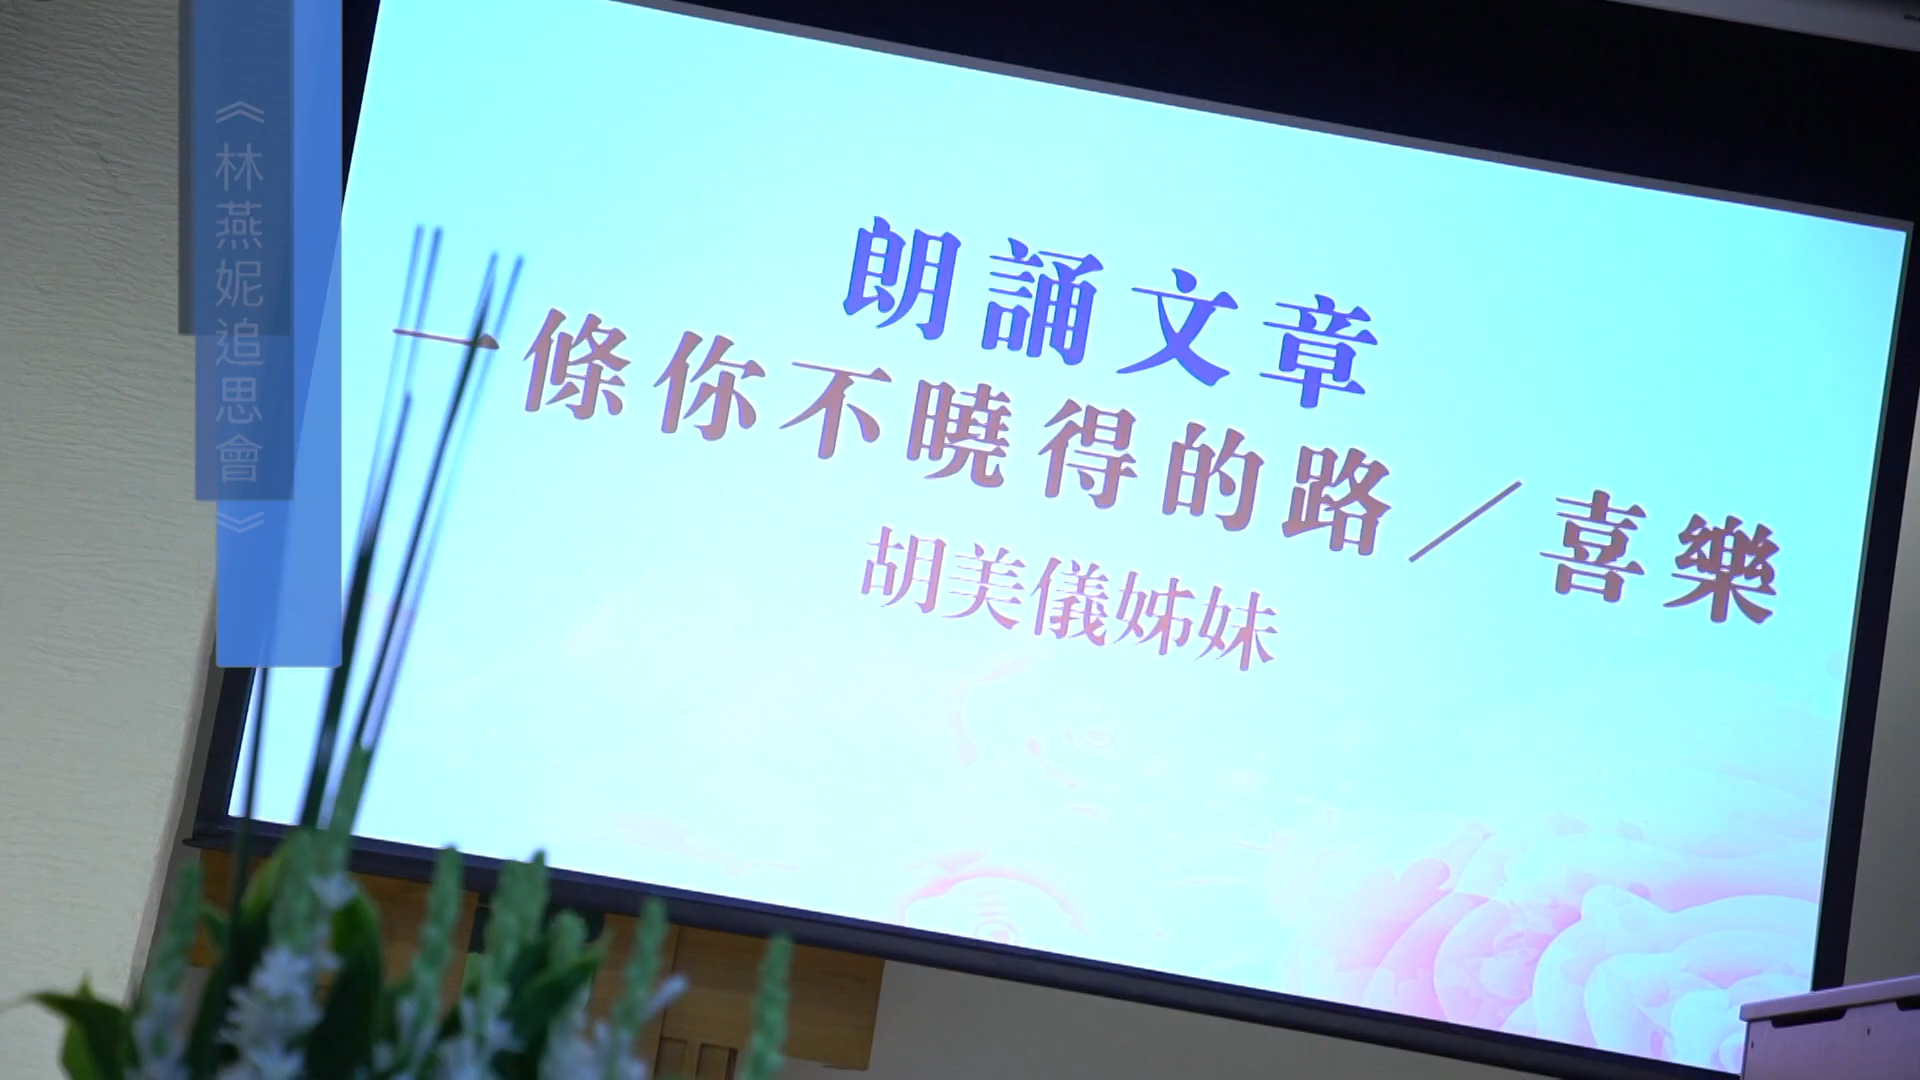 《林燕妮追思會》
朗誦文章
一條你不曉得的路／喜樂
胡美儀姊妹